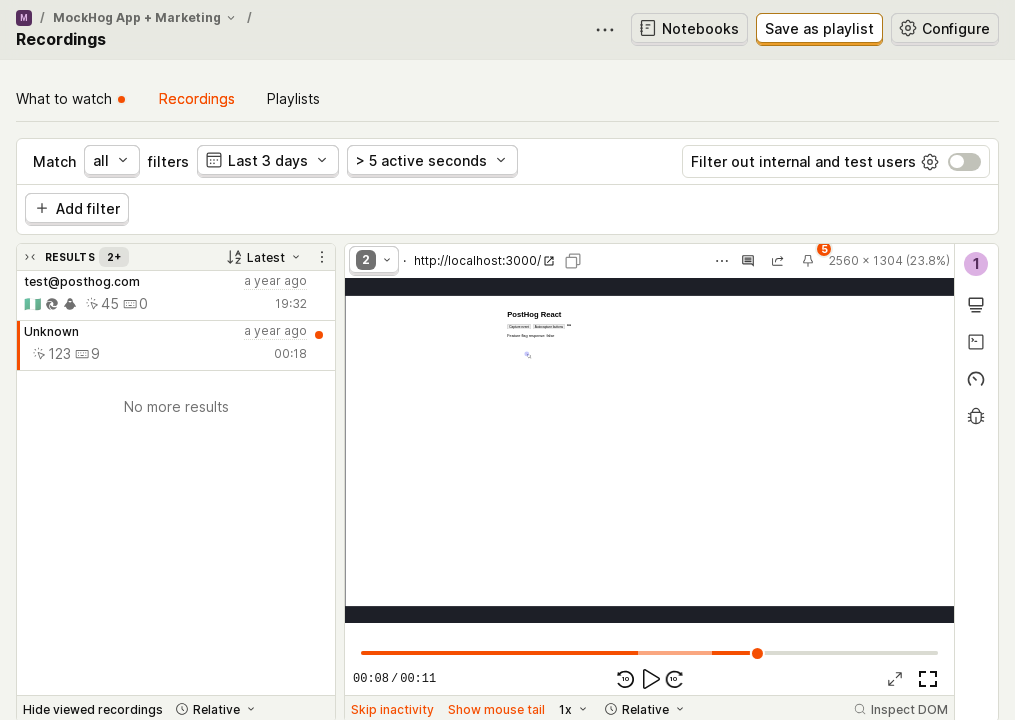 M / MockHog App + Marketing /
Recordings
Notebooks
Save as playlist
Configure
What to watch
Recordings
Playlists
Match all filters Last 3 days > 5 active seconds
Filter out internal and test users
Add filter
RESULTS 2+
Latest
test@posthog.com a year ago
45 0 19:32
Unknown a year ago
123 9 00:18
No more results
Hide viewed recordings Relative
2 · http://localhost:3000/
5
2560 × 1304 (23.8%)
1
PostHog React
Feature flag response: false
00:08 / 00:11
10 10
Skip inactivity Show mouse tail 1x Relative Inspect DOM